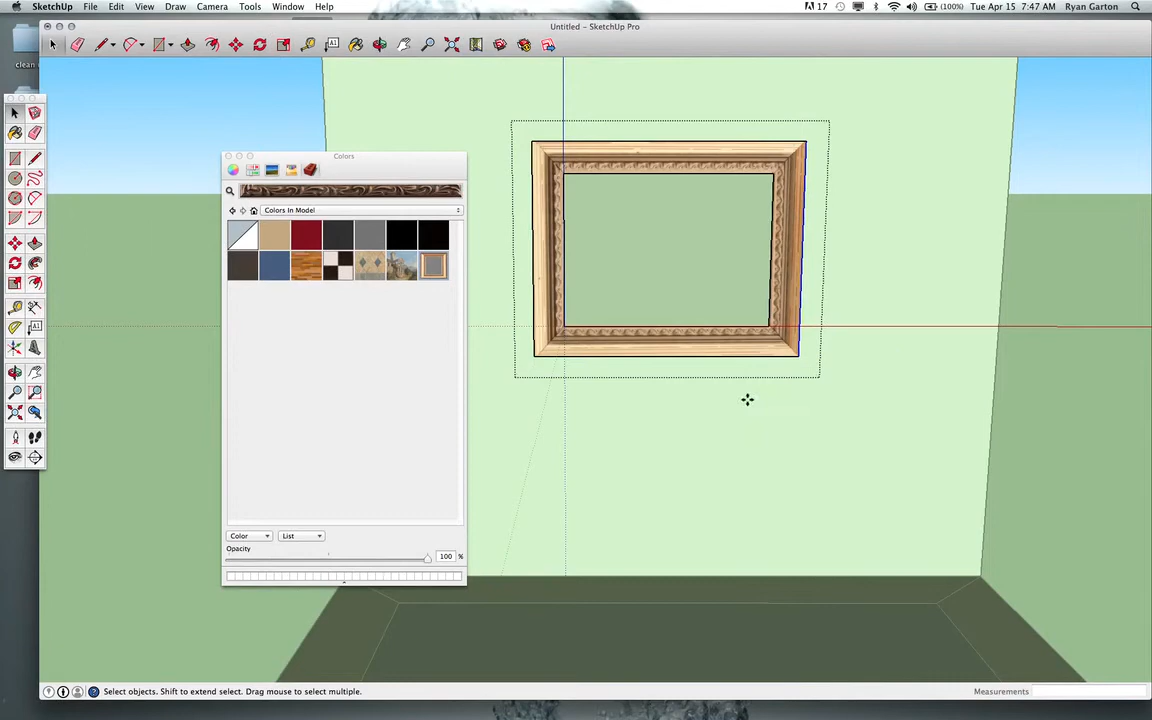 SketchUp File Edit View Draw Camera Tools Window Help
17 (100%) Tue Apr 15 7:47 AM Ryan Garton
Untitled – SketchUp Pro
clean
Colors
Colors In Model
Color List
Opacity
100 %
Select objects. Shift to extend select. Drag mouse to select multiple.
Measurements